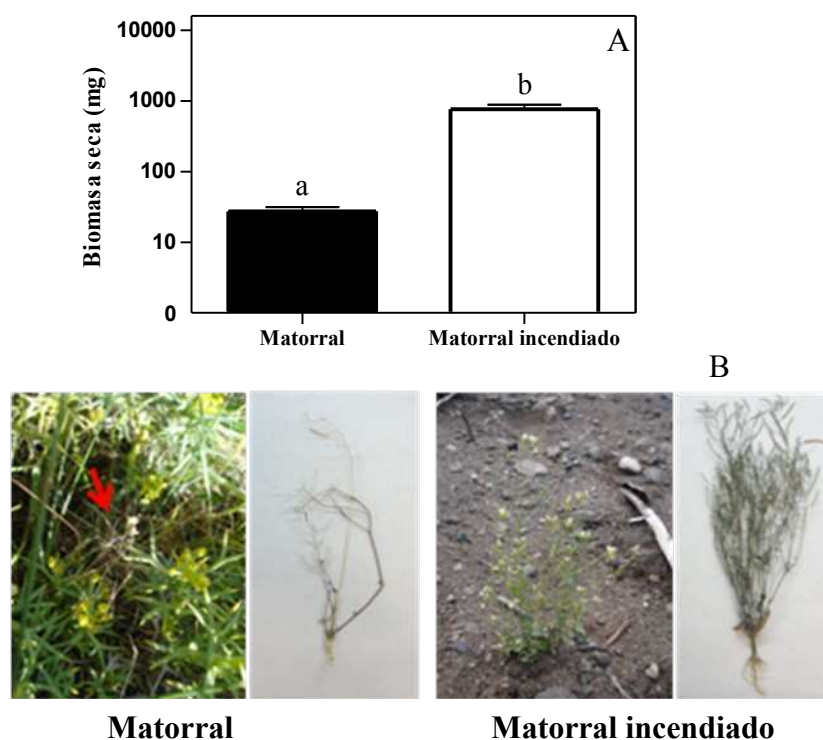 A
10000
1000
100
10
0
Biomasa seca (mg)
a
b
Matorral
Matorral incendiado
B
Matorral
Matorral incendiado